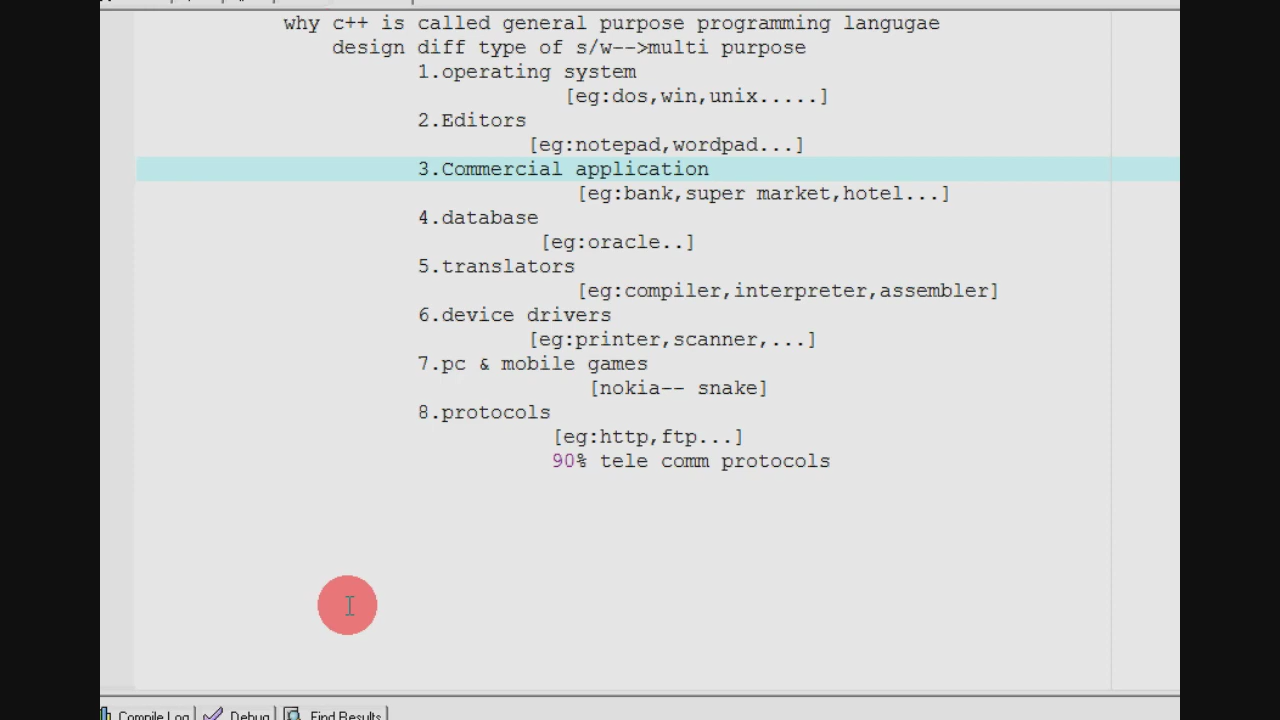 why c++ is called general purpose programming langugae
design diff type of s/w-->multi purpose
1.operating system
[eg:dos,win,unix.....]
2.Editors
[eg:notepad,wordpad...]
3.Commercial application
[eg:bank,super market,hotel...]
4.database
[eg:oracle..]
5.translators
[eg:compiler,interpreter,assembler]
6.device drivers
[eg:printer,scanner,...]
7.pc & mobile games
[nokia-- snake]
8.protocols
[eg:http,ftp...]
90% tele comm protocols
Compile Log Debug Find Results